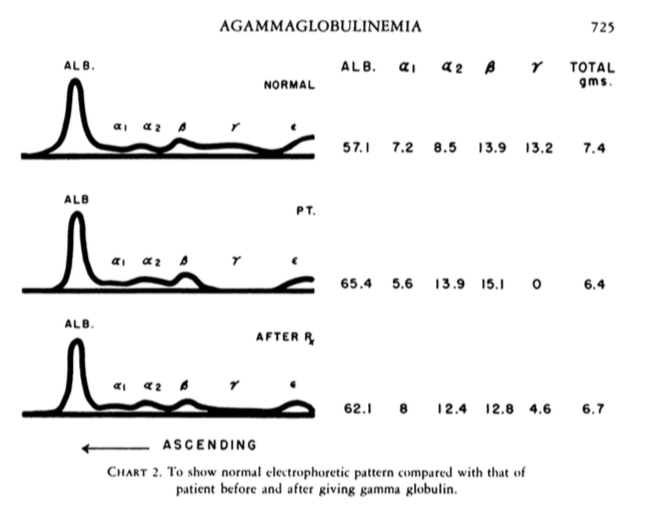 AGAMMAGLOBULINEMIA 725
ALB. α1 α2 β γ TOTAL gms.
ALB.
NORMAL
α1 α2 β γ ε
57.1 7.2 8.5 13.9 13.2 7.4
ALB
PT.
α1 α2 β γ ε
65.4 5.6 13.9 15.1 0 6.4
ALB.
AFTER ℞
α1 α2 β γ ε
62.1 8 12.4 12.8 4.6 6.7
← ASCENDING
CHART 2. To show normal electrophoretic pattern compared with that of
patient before and after giving gamma globulin.